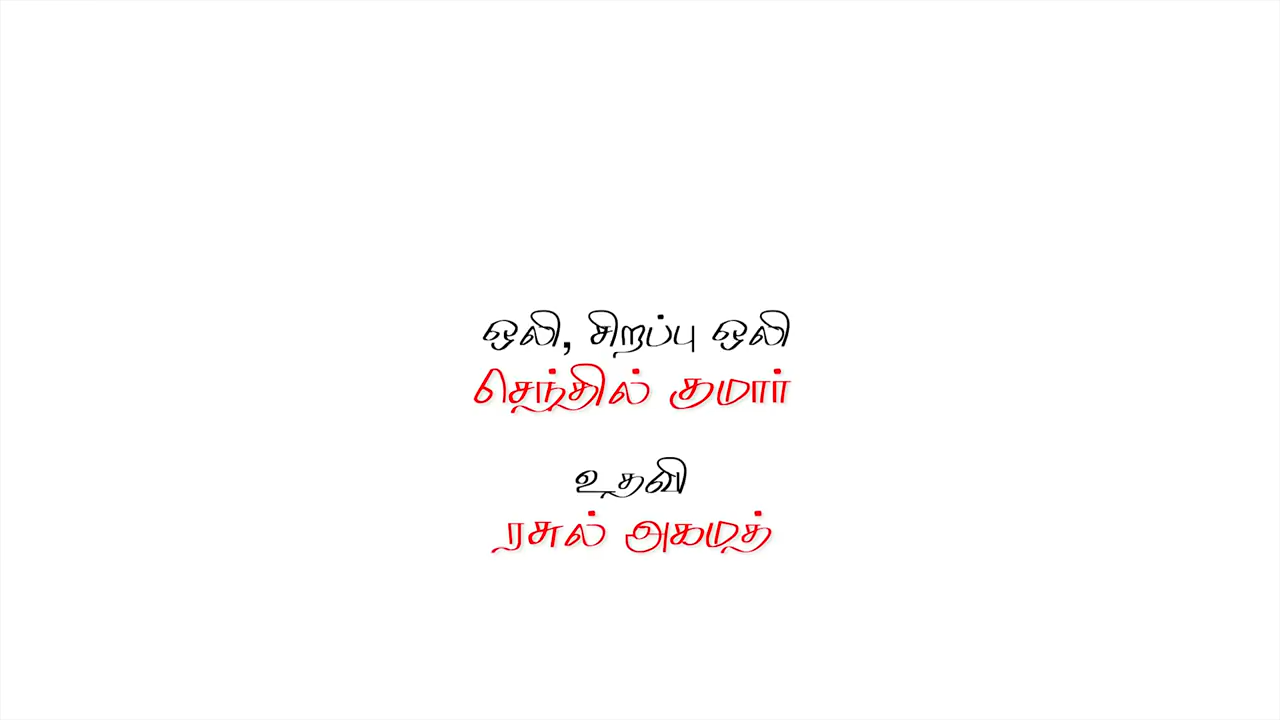 ஒலி, சிறப்பு ஒலி
செந்தில் குமார்
உதவி
ரசுல் அகமத்